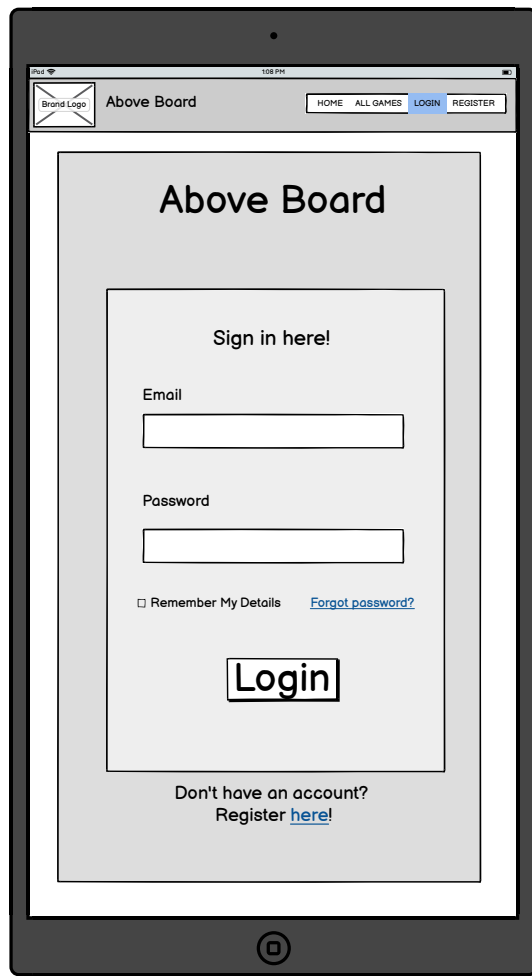 iPad 1:08 PM
Brand Logo Above Board HOME ALL GAMES LOGIN REGISTER
Above Board
Sign in here!
Email
Password
Remember My Details Forgot password?
Login
Don't have an account?
Register here!